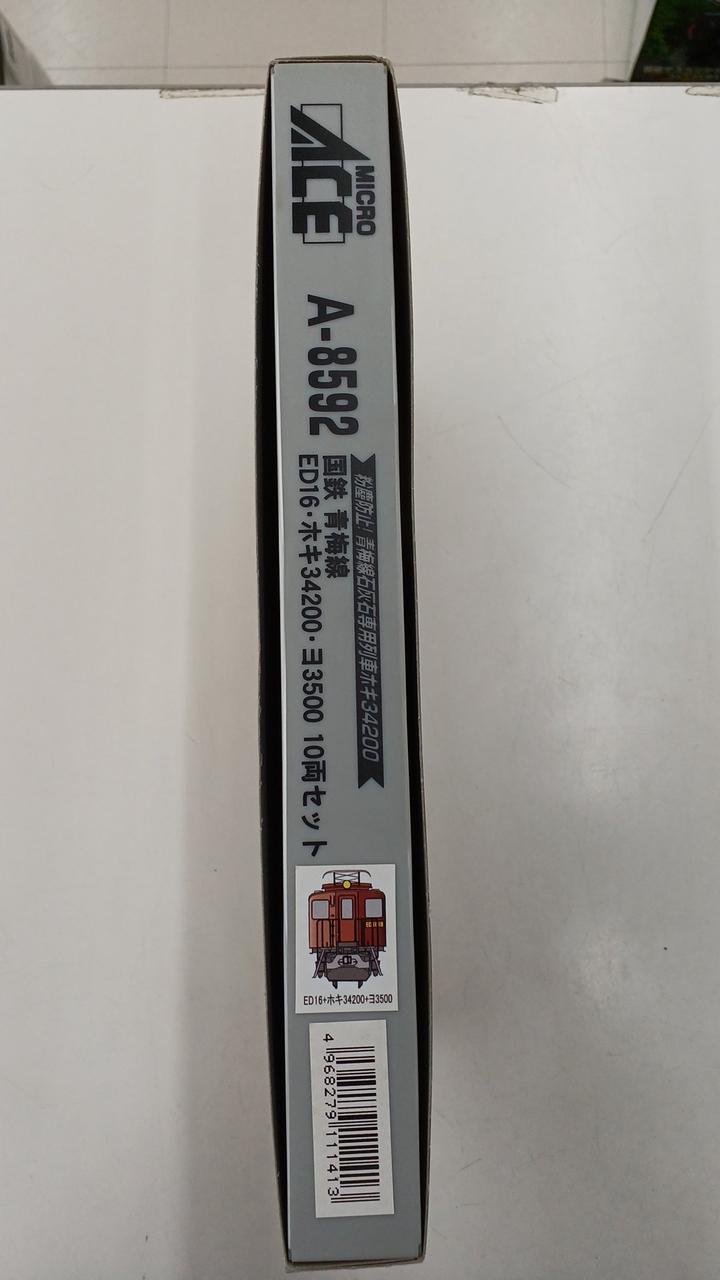 MICRO
ACE
A-8592
粉塵防止!青梅線石灰石専用列車ホキ34200
国鉄 青梅線
ED16・ホキ34200・ヨ3500 10両セット
ED16+ホキ34200+ヨ3500
4968279111413